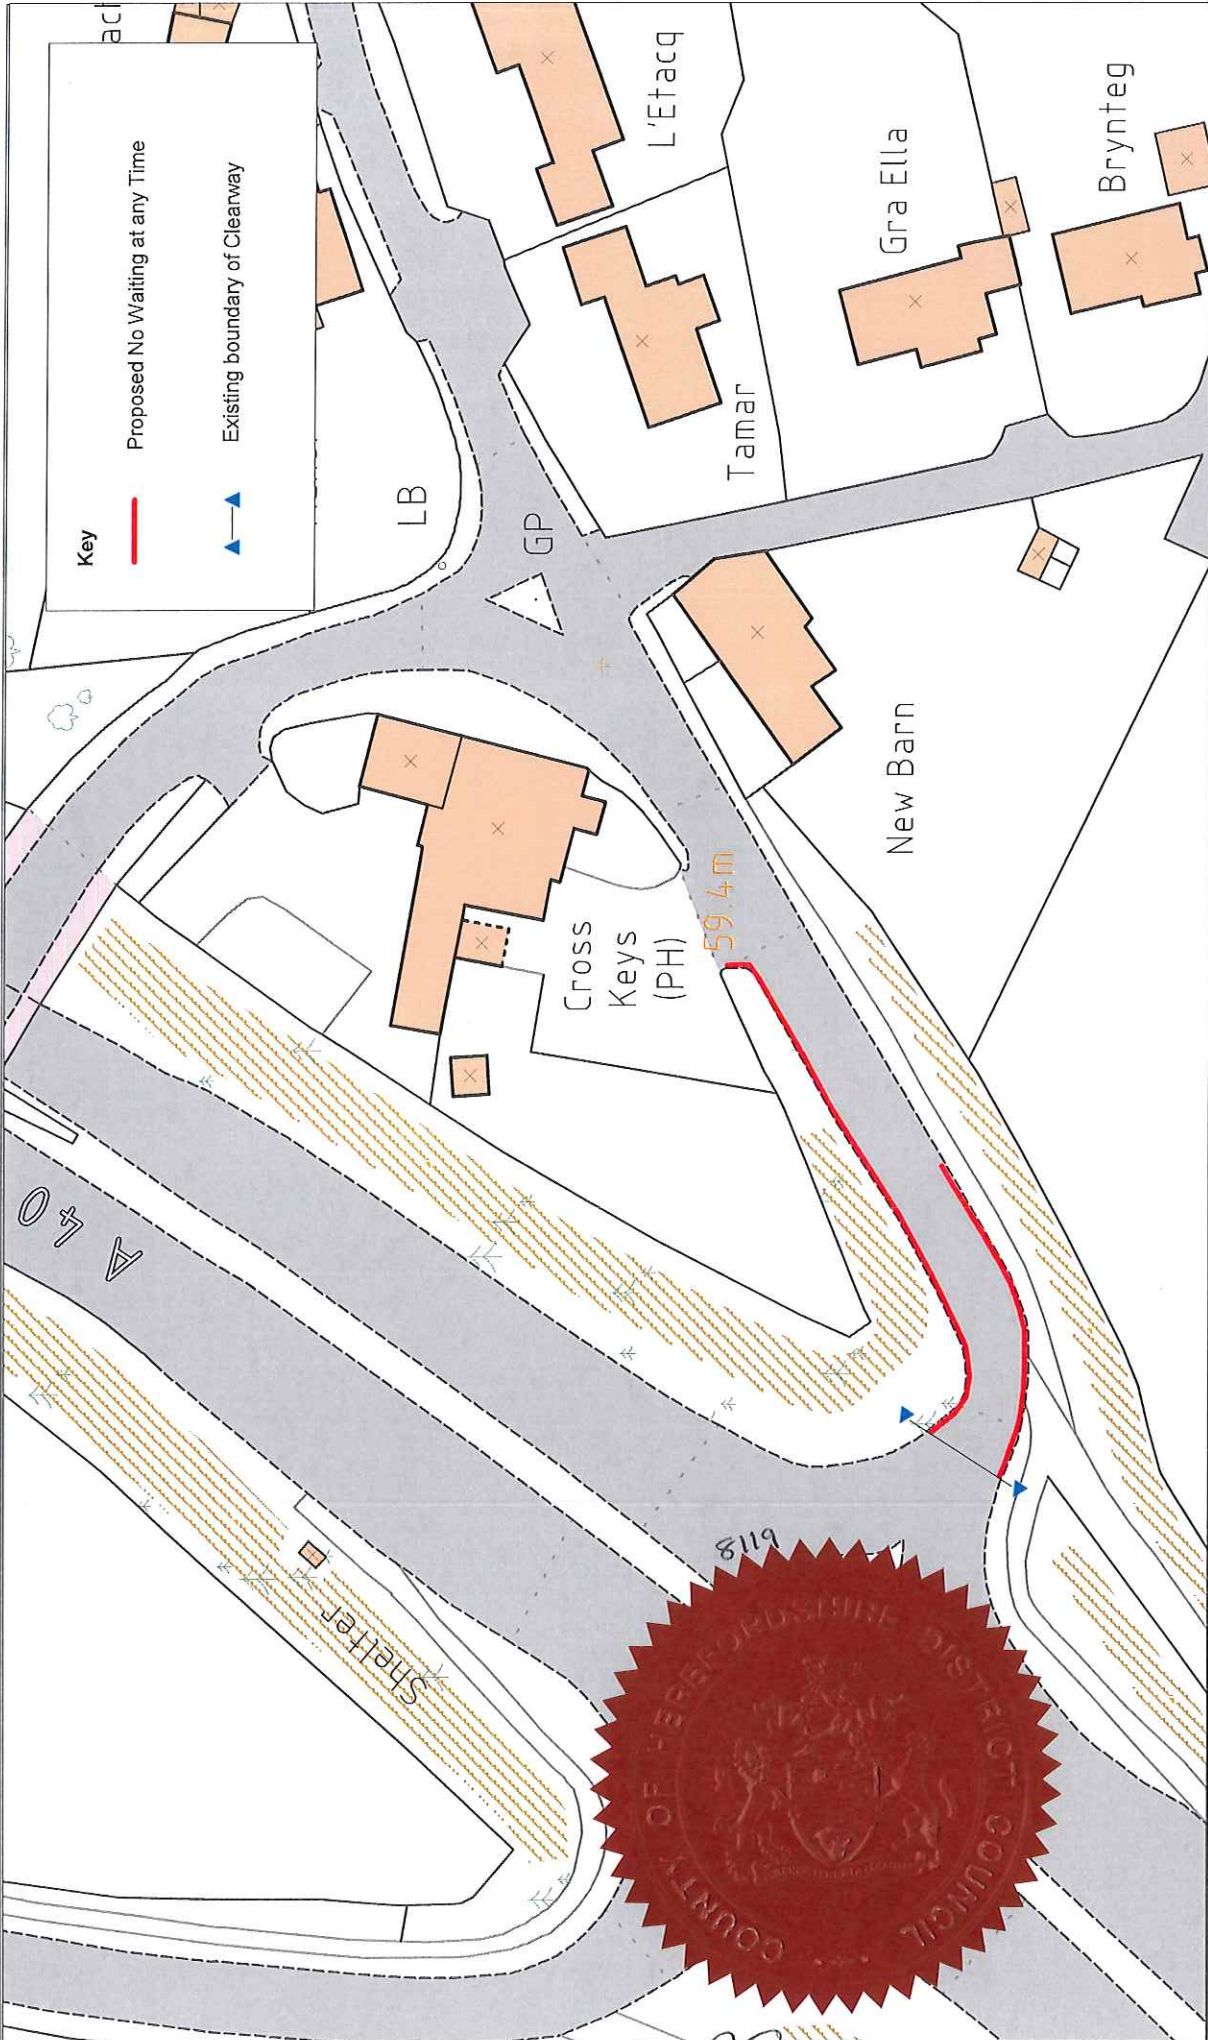 Key
Proposed No Waiting at any Time
Existing boundary of Clearway
L'Etacq
Gra Ella
Brynteg
Tamar
LB
GP
New Barn
Cross
Keys
(PH)
59.4m
A 40
Shelter
8119
COUNTY OF HEREFORDSHIRE DISTRICT COUNCIL